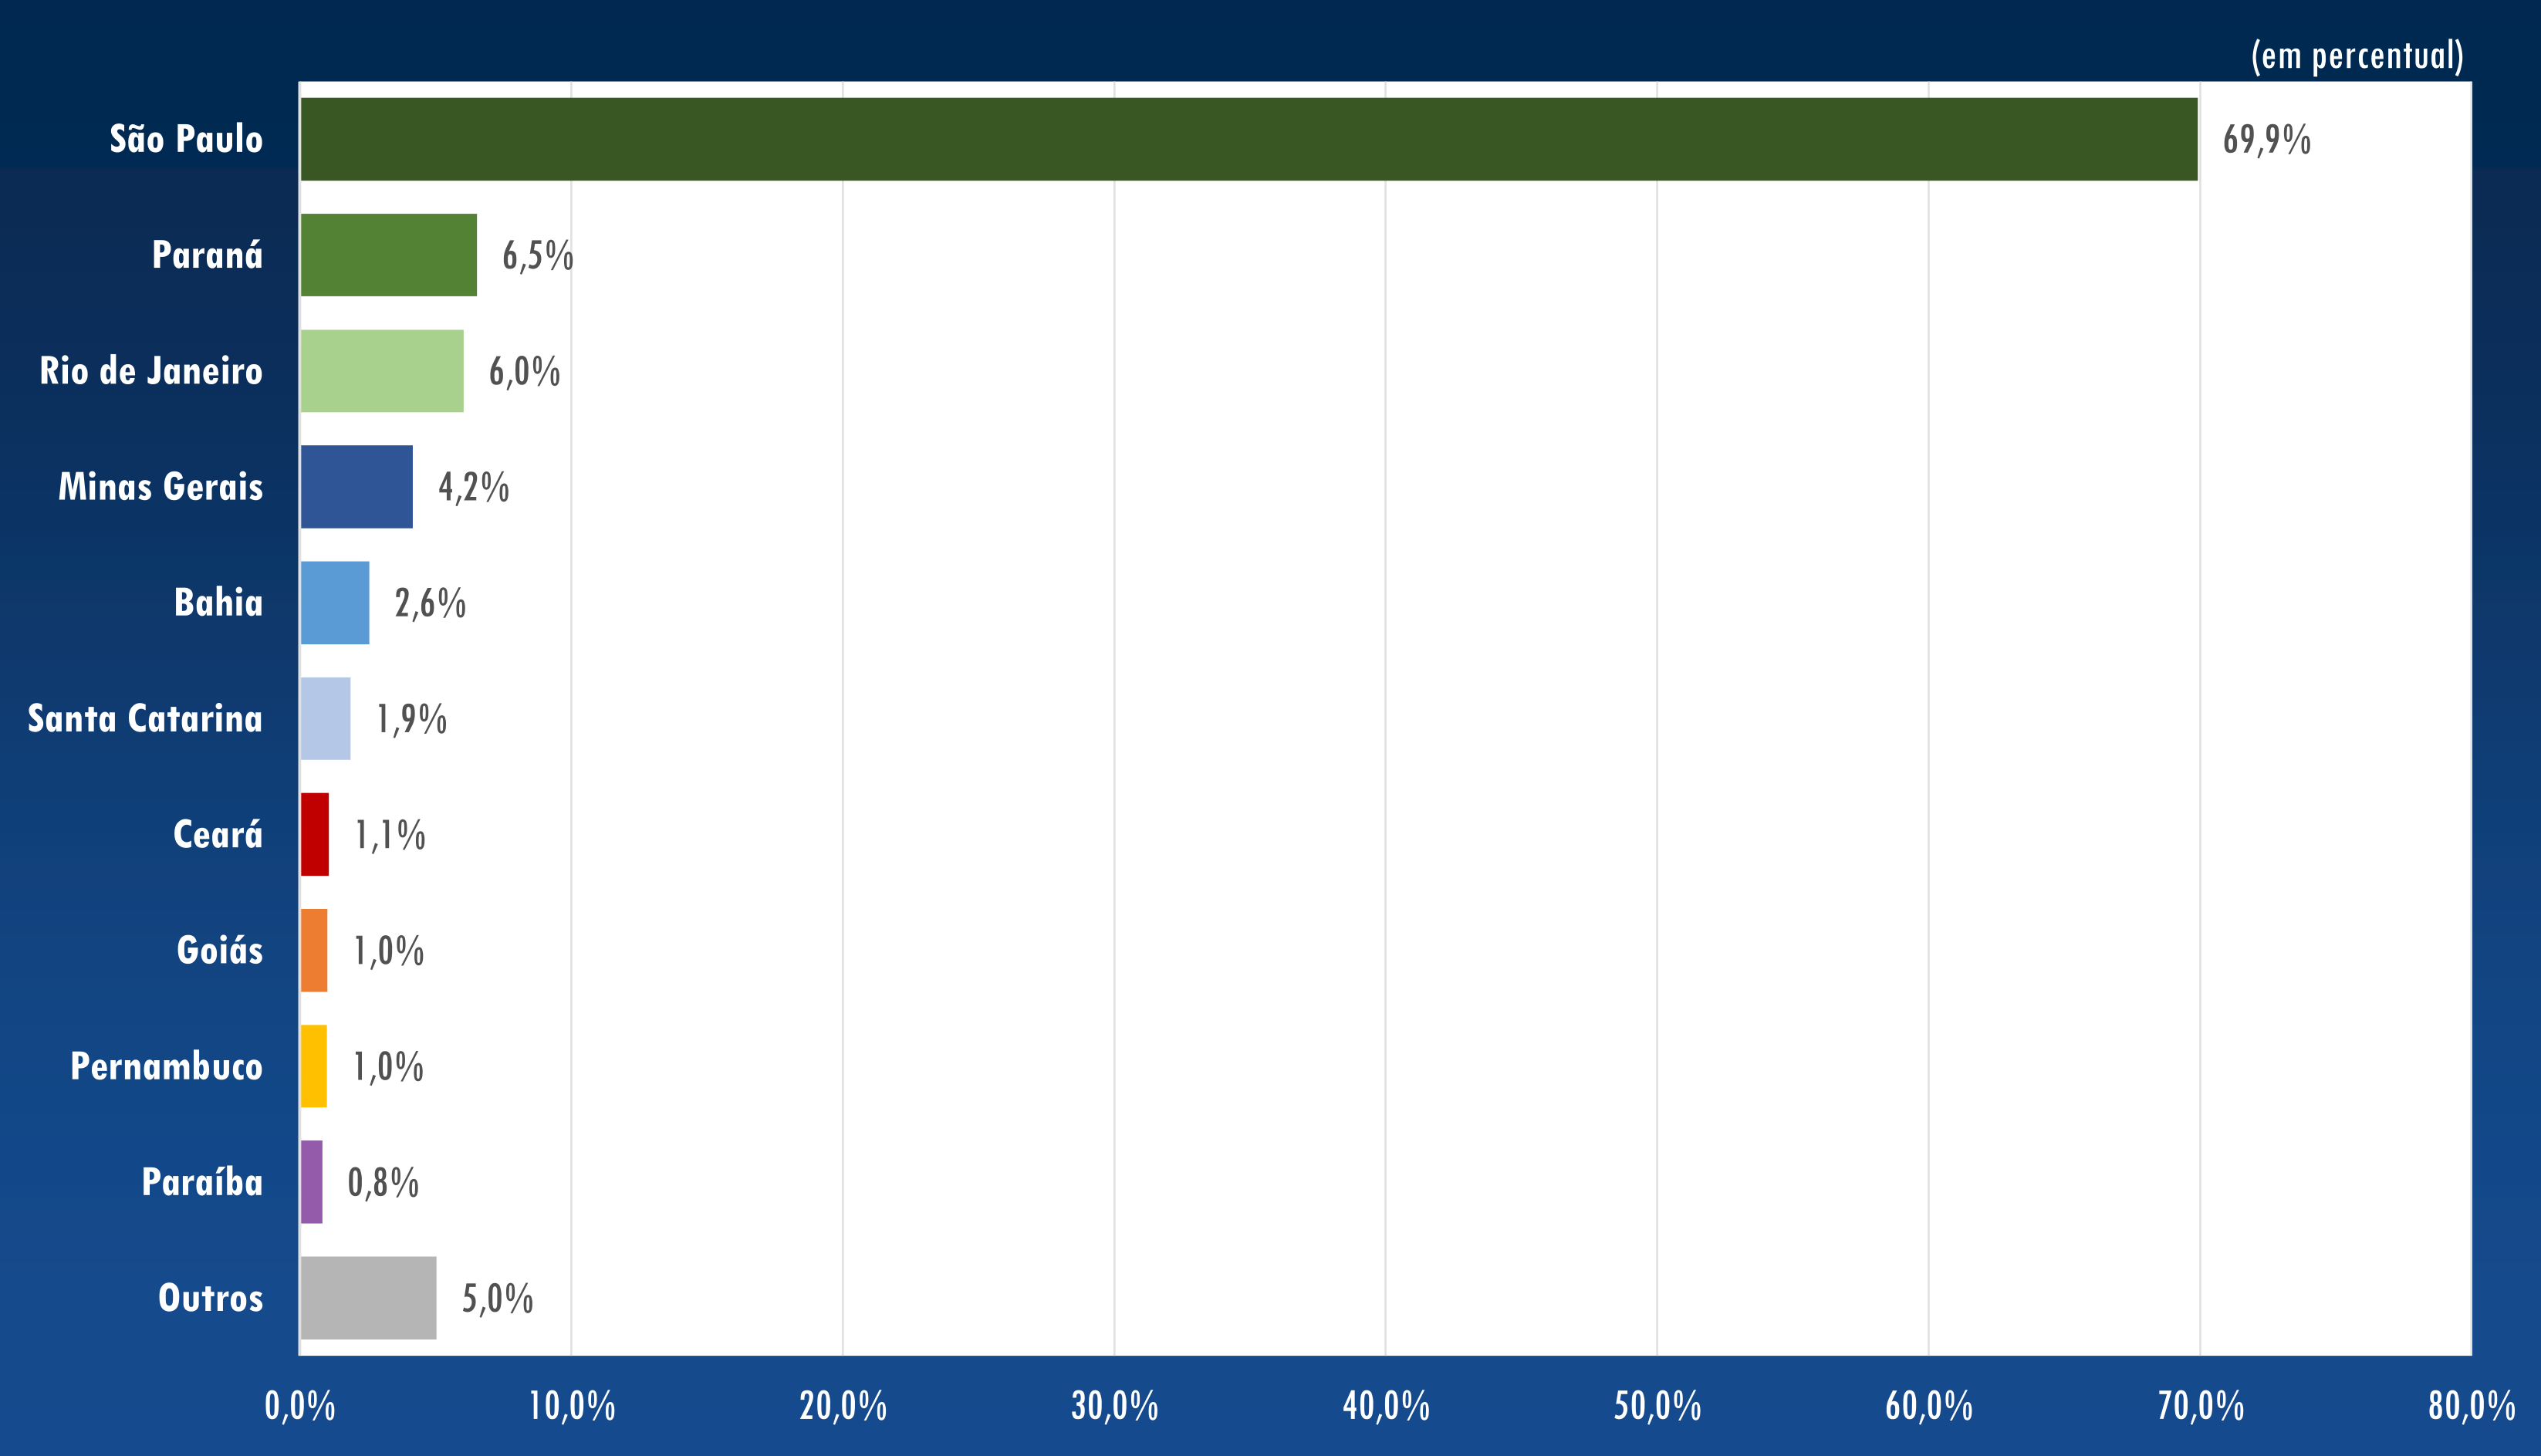 (em percentual)
São Paulo 69,9%
Paraná 6,5%
Rio de Janeiro 6,0%
Minas Gerais 4,2%
Bahia 2,6%
Santa Catarina 1,9%
Ceará 1,1%
Goiás 1,0%
Pernambuco 1,0%
Paraíba 0,8%
Outros 5,0%
0,0% 10,0% 20,0% 30,0% 40,0% 50,0% 60,0% 70,0% 80,0%